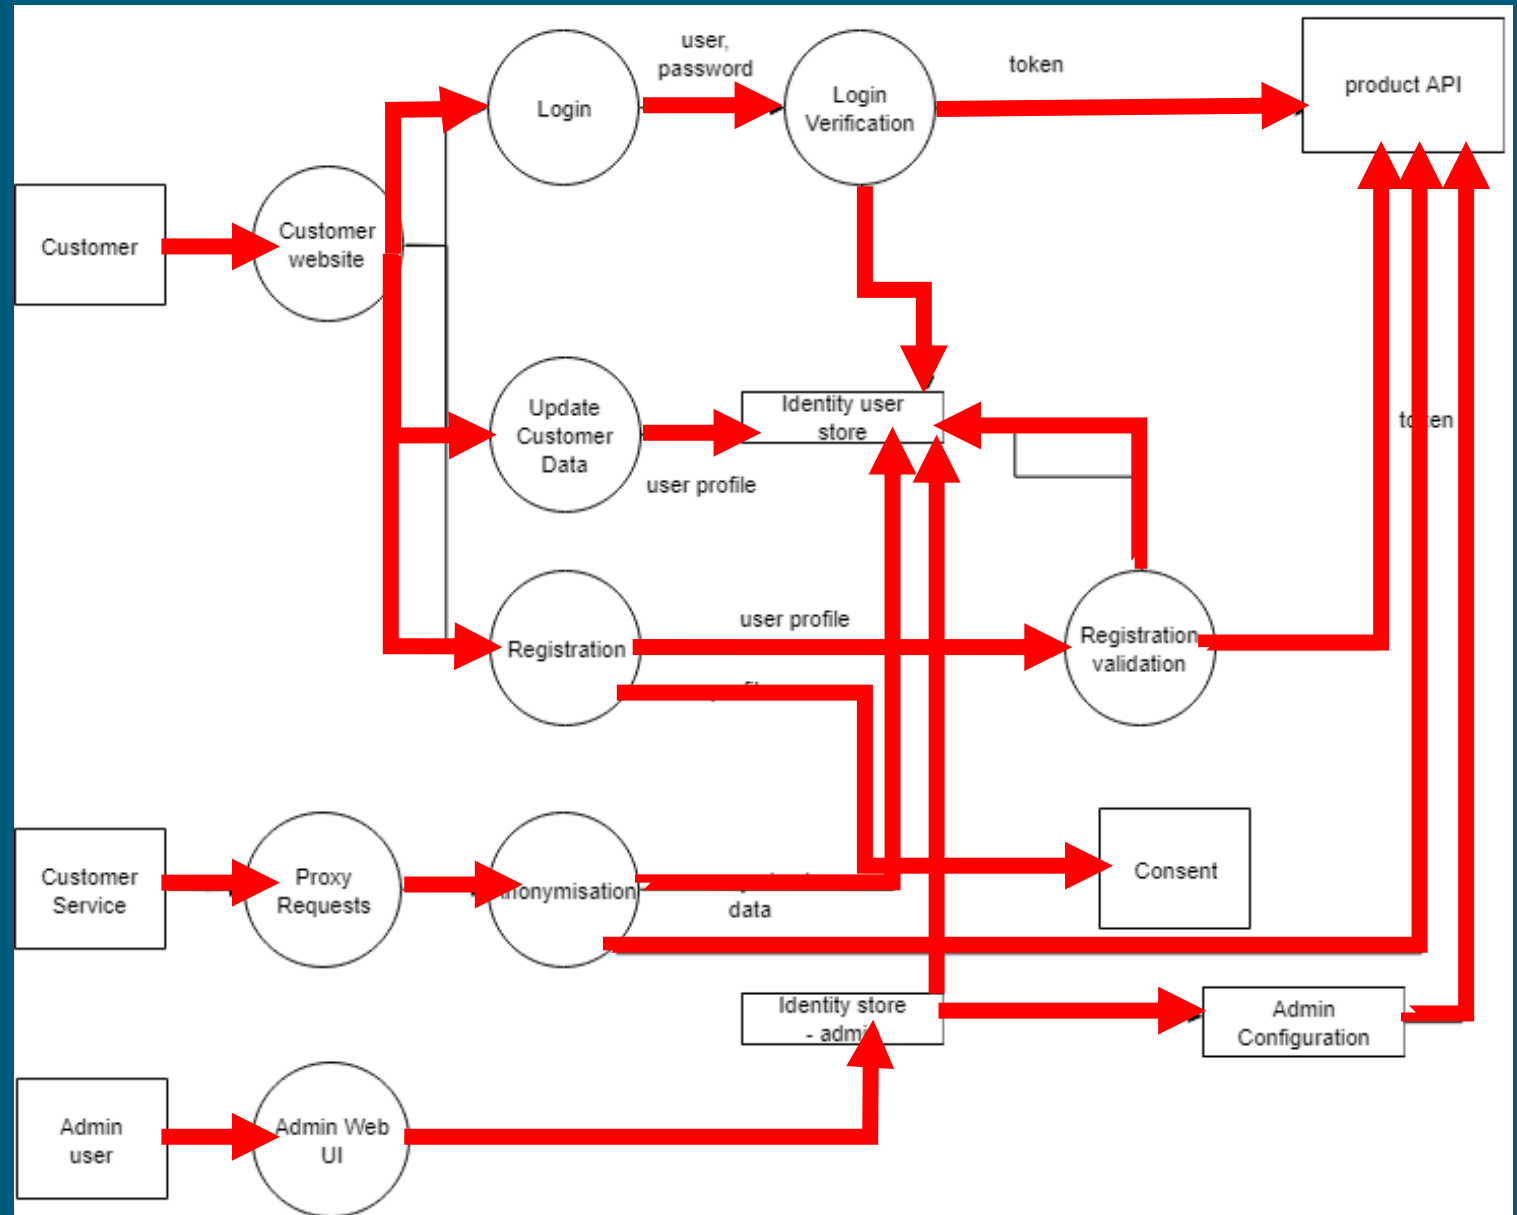 user,
password
token
product API
Login
Login
Verification
Customer
Customer
website
Identity user
store
Update
Customer
Data
token
user profile
user profile
Registration
Registration
validation
Customer
Service
Proxy
Requests
Anonymisation
data
Consent
Identity store
- admin
Admin
Configuration
Admin
user
Admin Web
UI